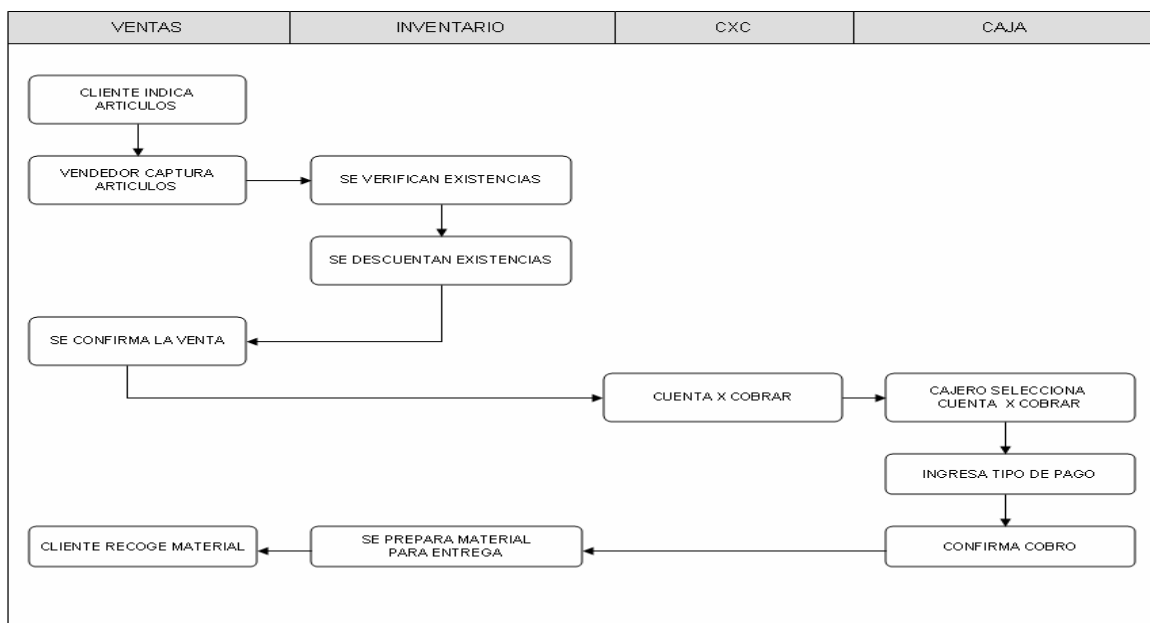 VENTAS
INVENTARIO
CXC
CAJA
CLIENTE INDICA
ARTICULOS
VENDEDOR CAPTURA
ARTICULOS
SE VERIFICAN EXISTENCIAS
SE DESCUENTAN EXISTENCIAS
SE CONFIRMA LA VENTA
CUENTA X COBRAR
CAJERO SELECCIONA
CUENTA X COBRAR
INGRESA TIPO DE PAGO
CONFIRMA COBRO
SE PREPARA MATERIAL
PARA ENTREGA
CLIENTE RECOGE MATERIAL